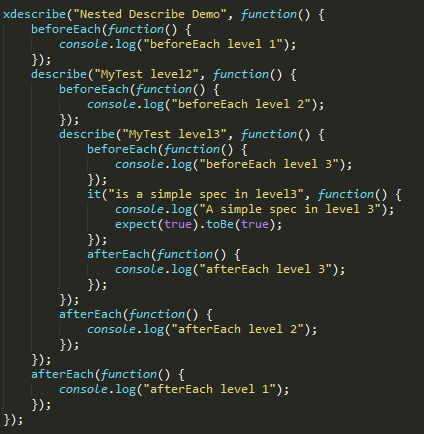 xdescribe("Nested Describe Demo", function() {
    beforeEach(function() {
        console.log("beforeEach level 1");
    });
    describe("MyTest level2", function() {
        beforeEach(function() {
            console.log("beforeEach level 2");
        });
        describe("MyTest level3", function() {
            beforeEach(function() {
                console.log("beforeEach level 3");
            });
            it("is a simple spec in level3", function() {
                console.log("A simple spec in level 3");
                expect(true).toBe(true);
            });
            afterEach(function() {
                console.log("afterEach level 3");
            });
        });
        afterEach(function() {
            console.log("afterEach level 2");
        });
    });
    afterEach(function() {
        console.log("afterEach level 1");
    });
});